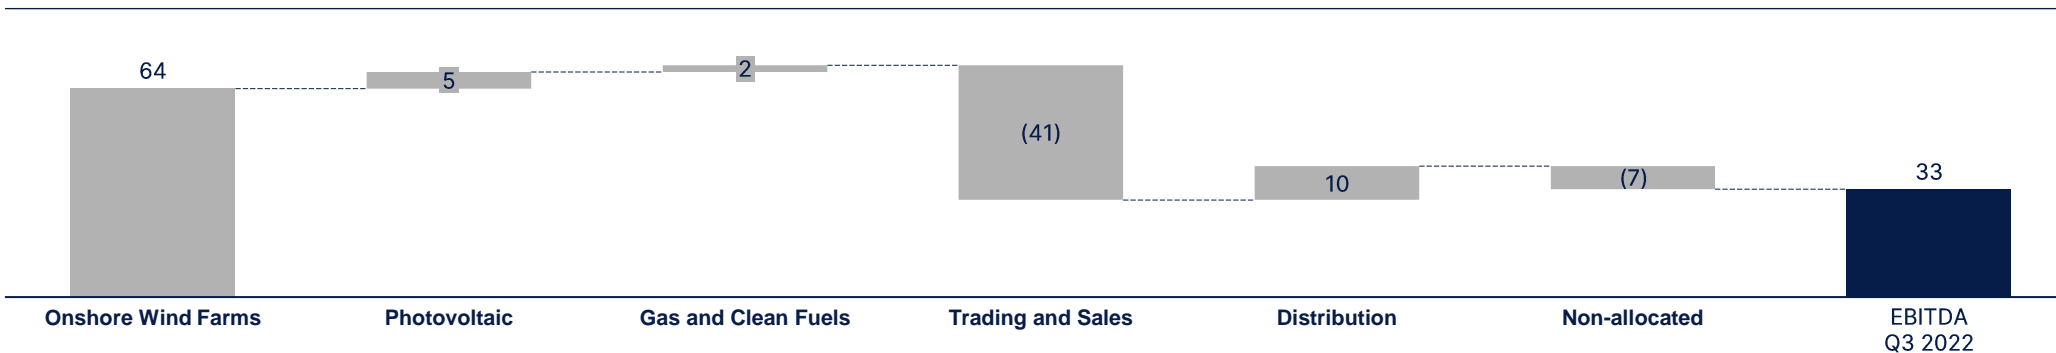 64
5
2
(41)
10
(7)
33
Onshore Wind Farms
Photovoltaic
Gas and Clean Fuels
Trading and Sales
Distribution
Non-allocated
EBITDA
Q3 2022